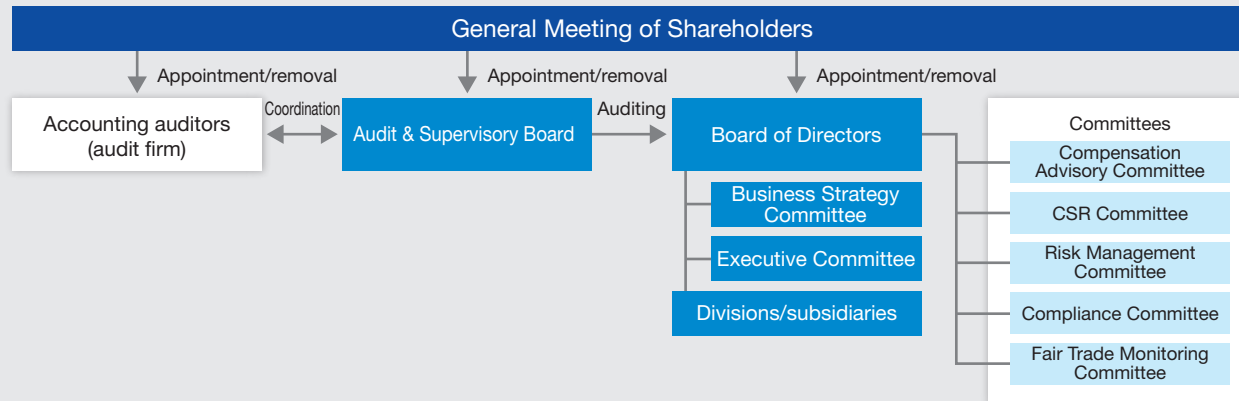 General Meeting of Shareholders
Appointment/removal
Appointment/removal
Appointment/removal
Accounting auditors
(audit firm)
Coordination
Audit & Supervisory Board
Auditing
Board of Directors
Business Strategy
Committee
Executive Committee
Divisions/subsidiaries
Committees
Compensation
Advisory Committee
CSR Committee
Risk Management
Committee
Compliance Committee
Fair Trade Monitoring
Committee